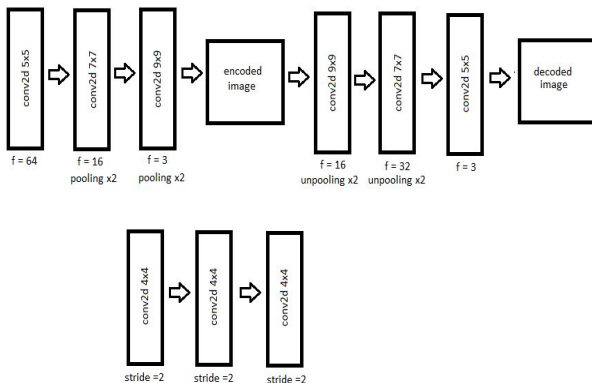 conv2d 5x5
conv2d 7x7
conv2d 9x9
encoded
image
conv2d 9x9
conv2d 7x7
conv2d 5x5
decoded
image
f = 64
f = 16
pooling x2
f = 3
pooling x2
f = 16
unpooling x2
f = 32
unpooling x2
f = 3
conv2d 4x4
conv2d 4x4
conv2d 4x4
stride =2
stride =2
stride =2